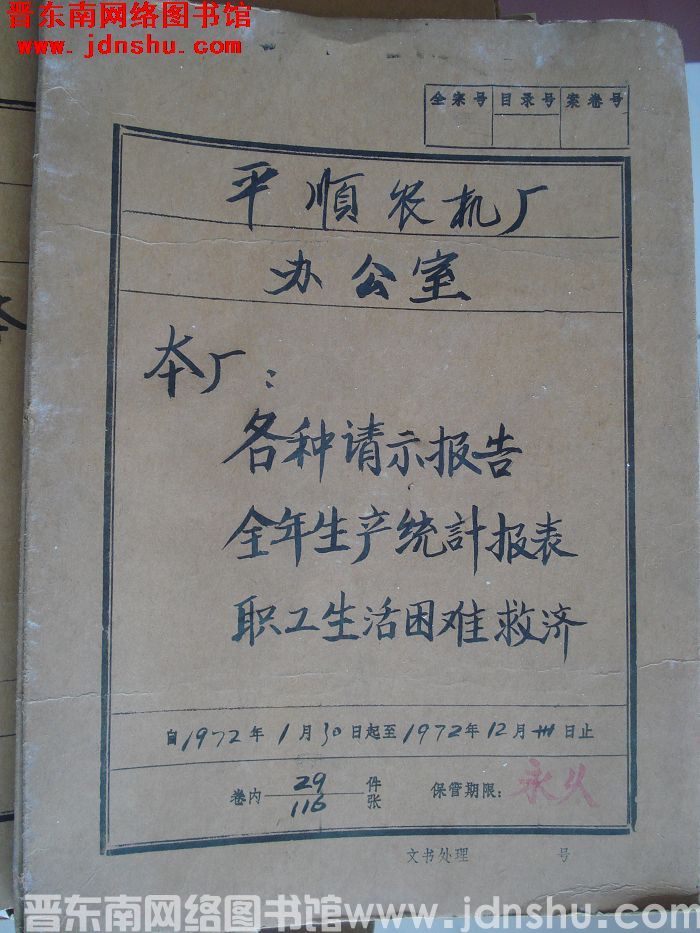 晋东南网络图书馆
www.jdnshu.com
全宗号 目录号 案卷号
平順农机厂
办公室
本厂：
各种请示报告
全年生产统計报表
职工生活困难救济
自1972年1月30日起至1972年12月卅日止
卷内 29 件 保管期限： 永久
116 张
文书处理 号
晋东南网络图书馆www.jdnshu.com